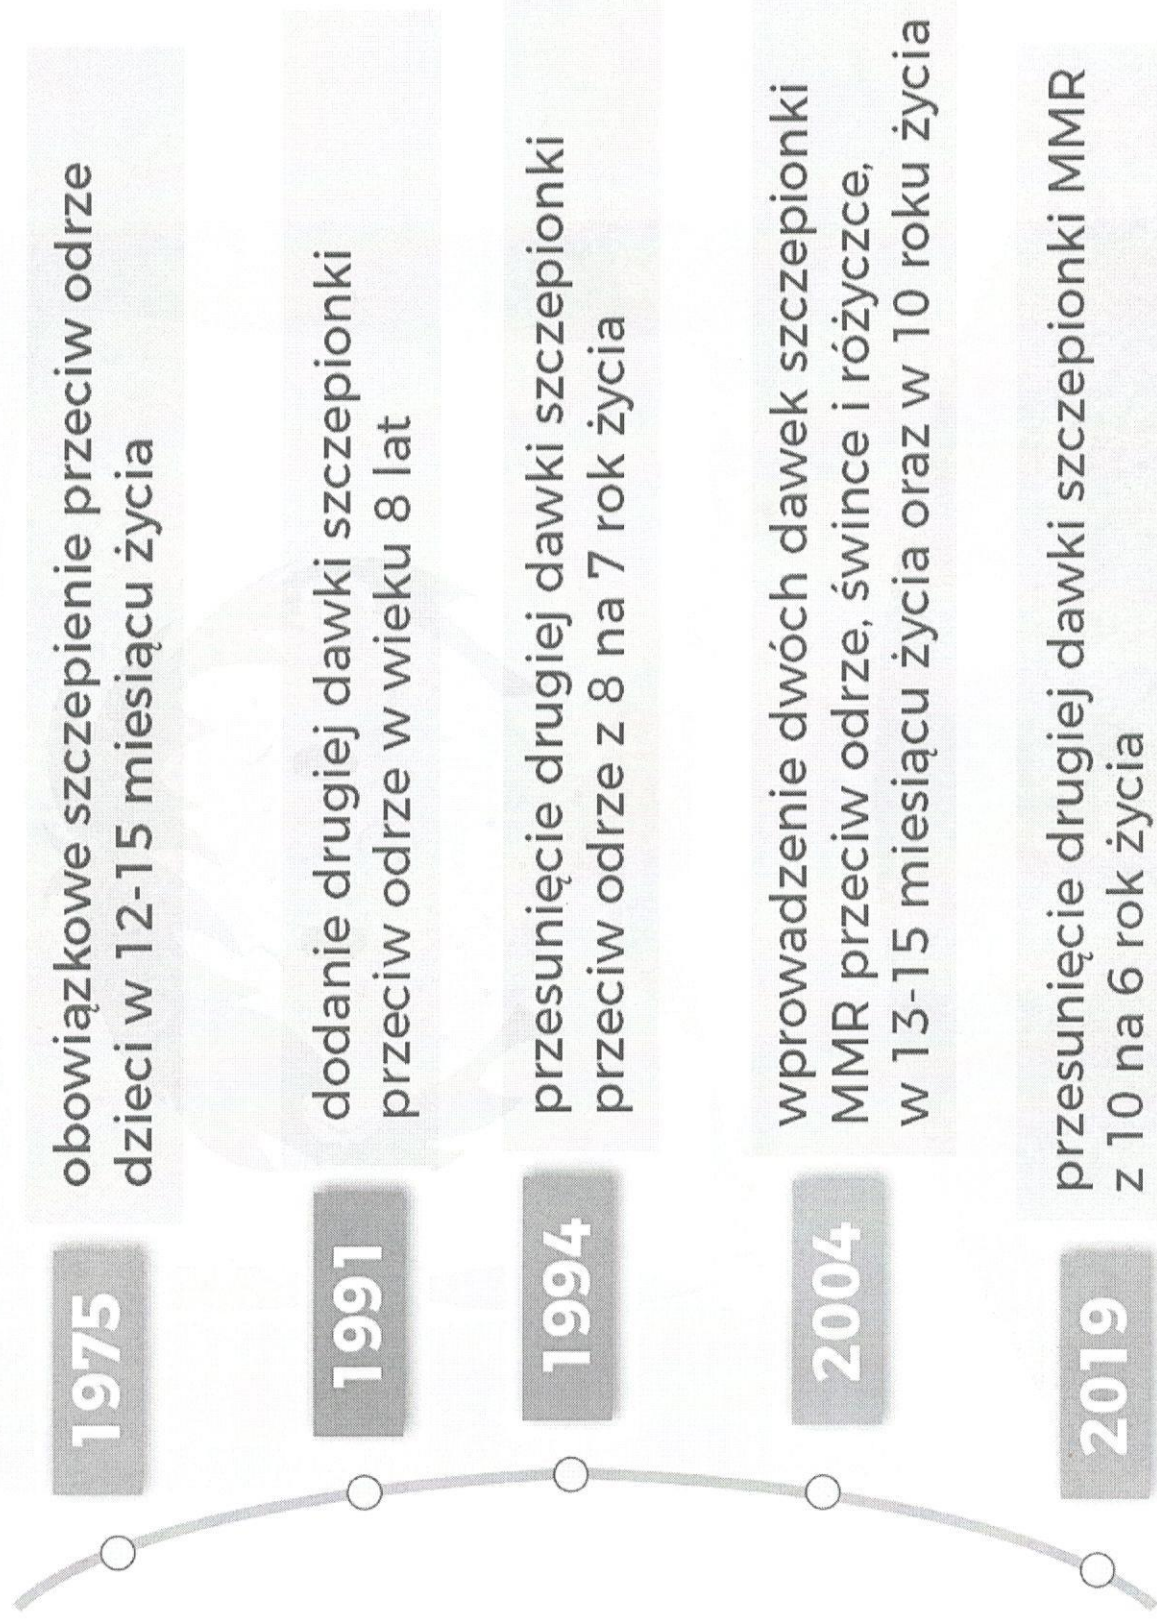 1975
obowiązkowe szczepienie przeciw odrze
dzieci w 12-15 miesiącu życia
1991
dodanie drugiej dawki szczepionki
przeciw odrze w wieku 8 lat
1994
przesunięcie drugiej dawki szczepionki
przeciw odrze z 8 na 7 rok życia
2004
wprowadzenie dwóch dawek szczepionki
MMR przeciw odrze, śwince i różyczce,
w 13-15 miesiącu życia oraz w 10 roku życia
2019
przesunięcie drugiej dawki szczepionki MMR
z 10 na 6 rok życia